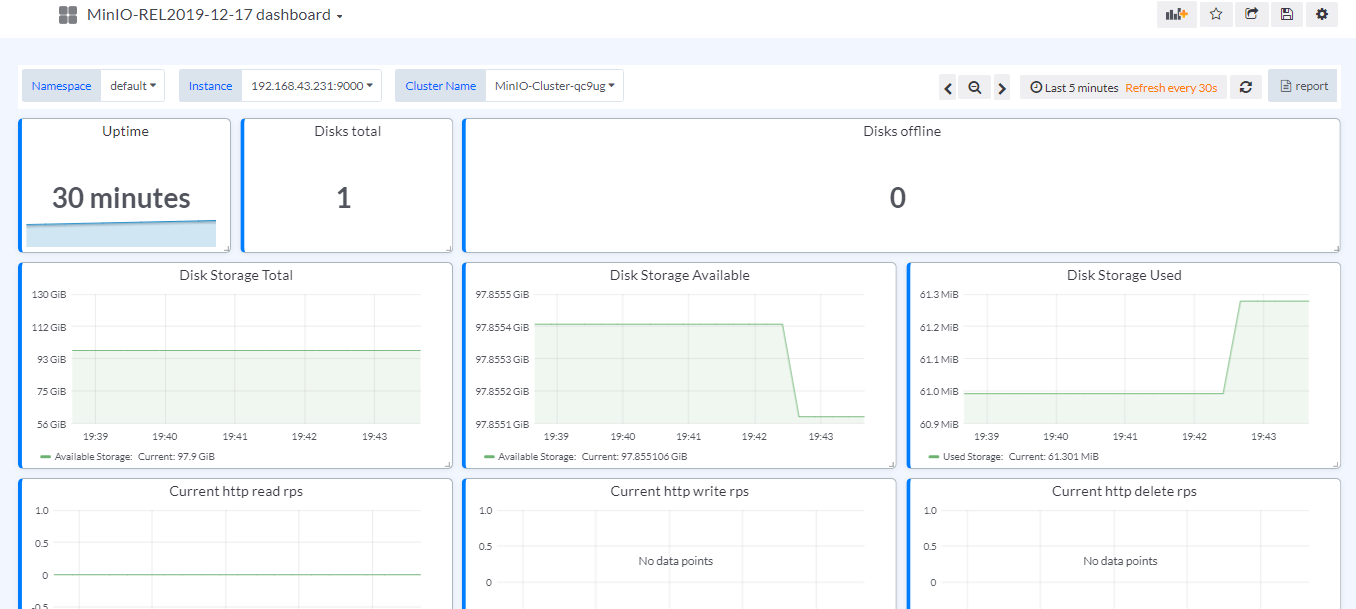 MinIO-REL2019-12-17 dashboard
Namespace default Instance 192.168.43.231:9000 Cluster Name MinIO-Cluster-qc9ug Last 5 minutes Refresh every 30s report
Uptime Disks total Disks offline
30 minutes 1 0
Disk Storage Total
130 GiB
112 GiB
93 GiB
75 GiB
56 GiB
19:39 19:40 19:41 19:42 19:43
Available Storage: Current: 97.9 GiB
Disk Storage Available
97.8555 GiB
97.8554 GiB
97.8553 GiB
97.8552 GiB
97.8551 GiB
19:39 19:40 19:41 19:42 19:43
Available Storage: Current: 97.855106 GiB
Disk Storage Used
61.3 MiB
61.2 MiB
61.1 MiB
61.0 MiB
60.9 MiB
19:39 19:40 19:41 19:42 19:43
Used Storage: Current: 61.301 MiB
Current http read rps
1.0
0.5
0
-0.5
Current http write rps
1.0
0.5
No data points
0
Current http delete rps
1.0
0.5
No data points
0